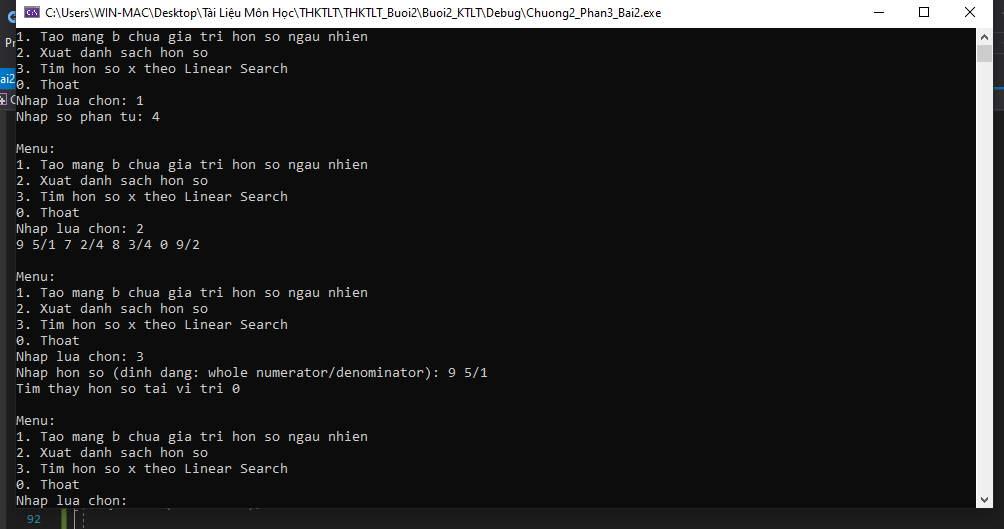 C:\Users\WIN-MAC\Desktop\Tài Liệu Môn Học\THKTLT\THKTLT_Buoi2\Buoi2_KTLT\Debug\Chuong2_Phan3_Bai2.exe
1. Tao mang b chua gia tri hon so ngau nhien
2. Xuat danh sach hon so
3. Tim hon so x theo Linear Search
0. Thoat
Nhap lua chon: 1
Nhap so phan tu: 4
Menu:
1. Tao mang b chua gia tri hon so ngau nhien
2. Xuat danh sach hon so
3. Tim hon so x theo Linear Search
0. Thoat
Nhap lua chon: 2
9 5/1 7 2/4 8 3/4 0 9/2
Menu:
1. Tao mang b chua gia tri hon so ngau nhien
2. Xuat danh sach hon so
3. Tim hon so x theo Linear Search
0. Thoat
Nhap lua chon: 3
Nhap hon so (dinh dang: whole numerator/denominator): 9 5/1
Tim thay hon so tai vi tri 0
Menu:
1. Tao mang b chua gia tri hon so ngau nhien
2. Xuat danh sach hon so
3. Tim hon so x theo Linear Search
0. Thoat
Nhap lua chon:
92